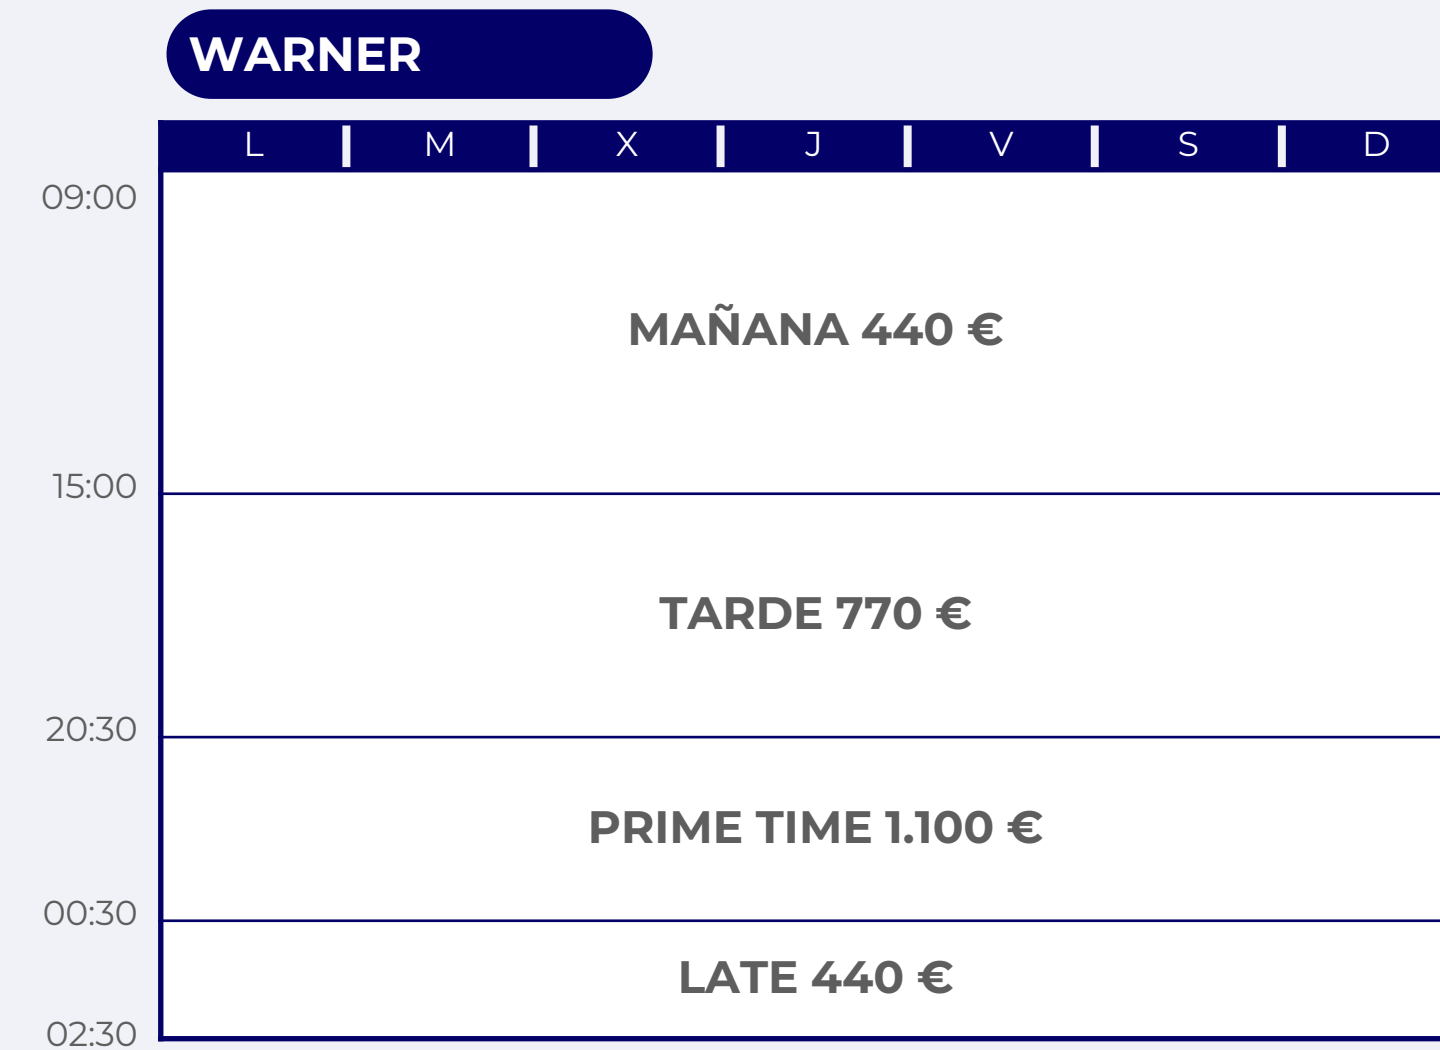 WARNER
L M X J V S D
09:00
MAÑANA 440 €
15:00
TARDE 770 €
20:30
PRIME TIME 1.100 €
00:30
LATE 440 €
02:30